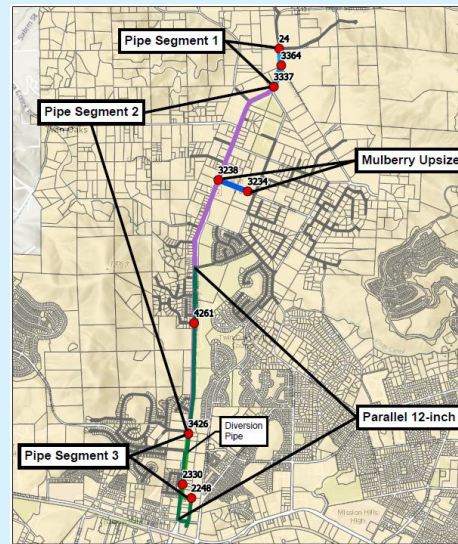 Pipe Segment 1
24
3364
3337
Pipe Segment 2
Mulberry Upsize
3238
3234
4261
Parallel 12-inch
3426
Diversion
Pipe
Pipe Segment 3
2330
2248
Mission Hills
High